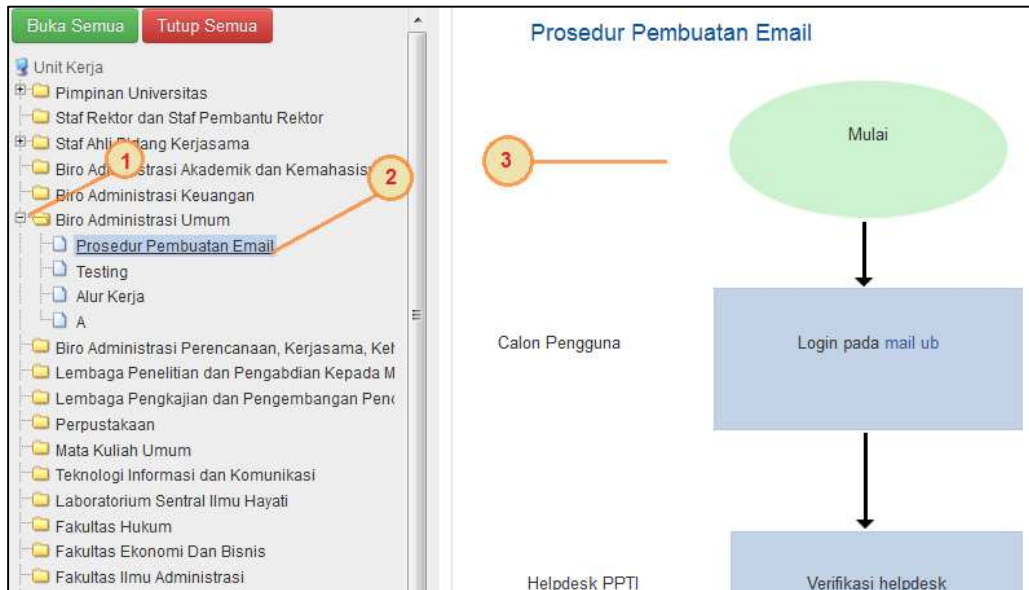 Buka Semua Tutup Semua
Unit Kerja
Pimpinan Universitas
Staf Rektor dan Staf Pembantu Rektor
Staf Ahli Bidang Kerjasama
Biro Administrasi Akademik dan Kemahasis
Biro Administrasi Keuangan
Biro Administrasi Umum
Prosedur Pembuatan Email
Testing
Alur Kerja
A
Biro Administrasi Perencanaan, Kerjasama,
Lembaga Penelitian dan Pengabdian Kepada M
Lembaga Pengkajian dan Pengembangan
Perpustakaan
Mata Kuliah Umum
Teknologi Informasi dan Komunikasi
Laboratorium Sentral Ilmu Hayati
Fakultas Hukum
Fakultas Ekonomi Dan Bisnis
Fakultas Ilmu Administrasi
1
2
3
Prosedur Pembuatan Email
Mulai
Calon Pengguna
Login pada mail ub
Helpdesk PPTI
Verifikasi helpdesk